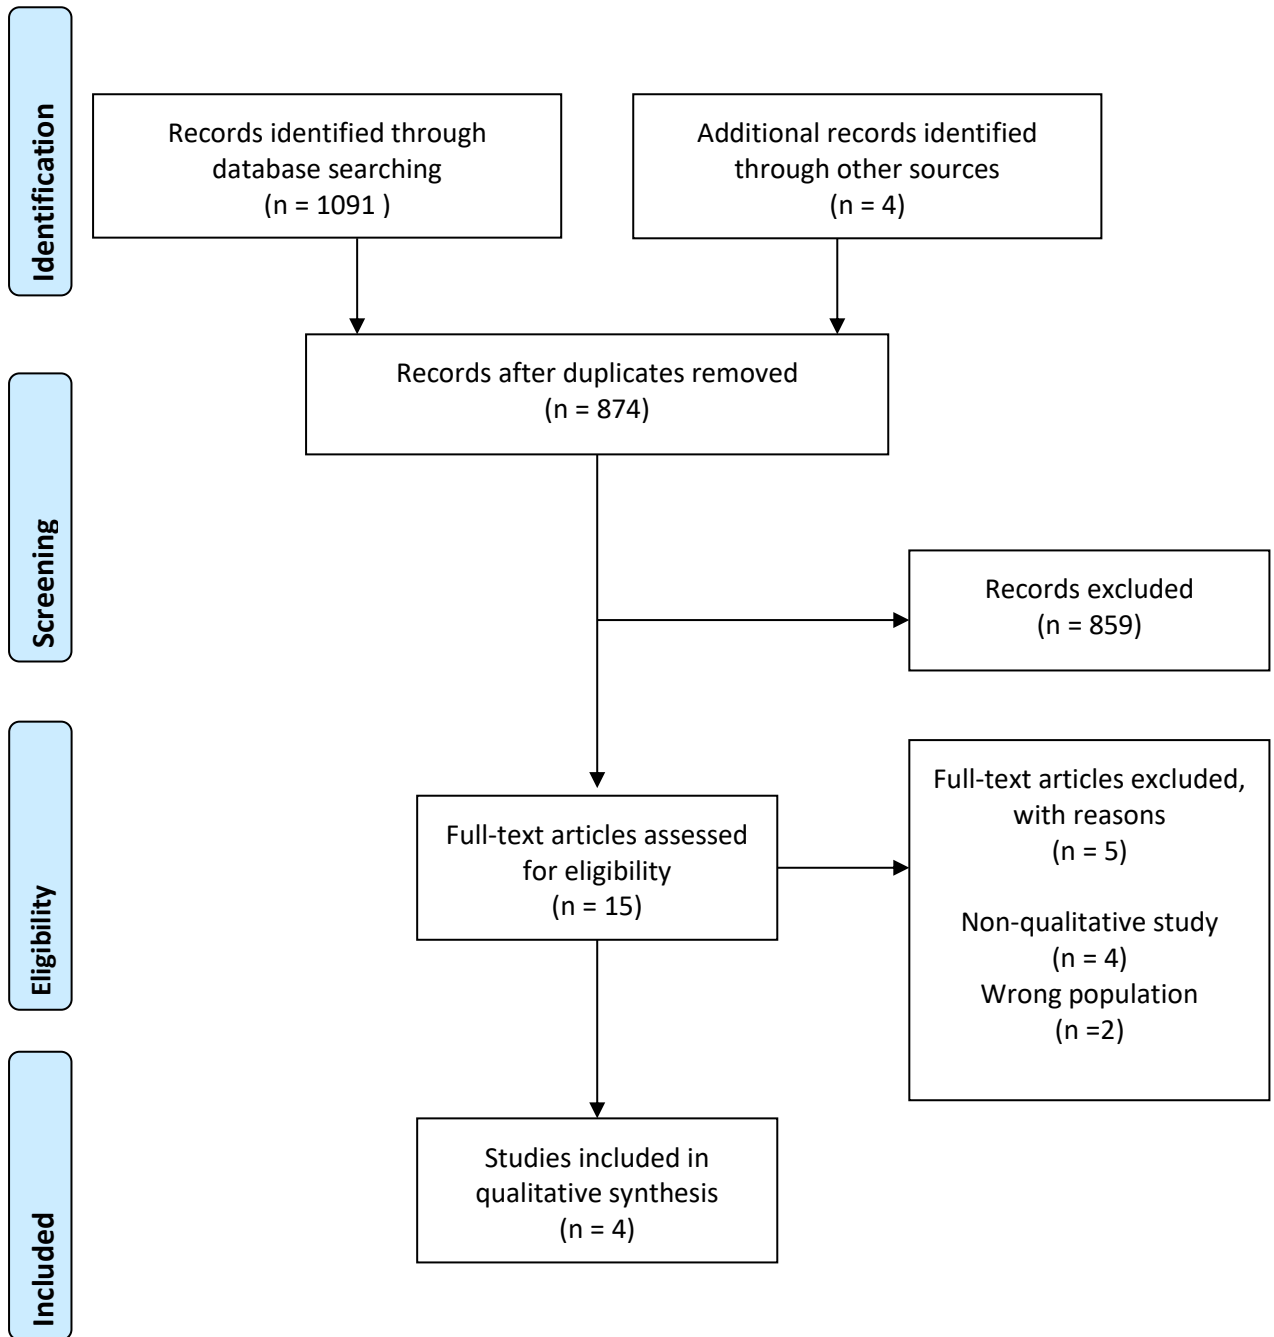 Identification
Records identified through
database searching
(n = 1091 )
Additional records identified
through other sources
(n = 4)
Records after duplicates removed
(n = 874)
Screening
Records excluded
(n = 859)
Eligibility
Full-text articles assessed
for eligibility
(n = 15)
Full-text articles excluded,
with reasons
(n = 5)
Non-qualitative study
(n = 4)
Wrong population
(n =2)
Included
Studies included in
qualitative synthesis
(n = 4)